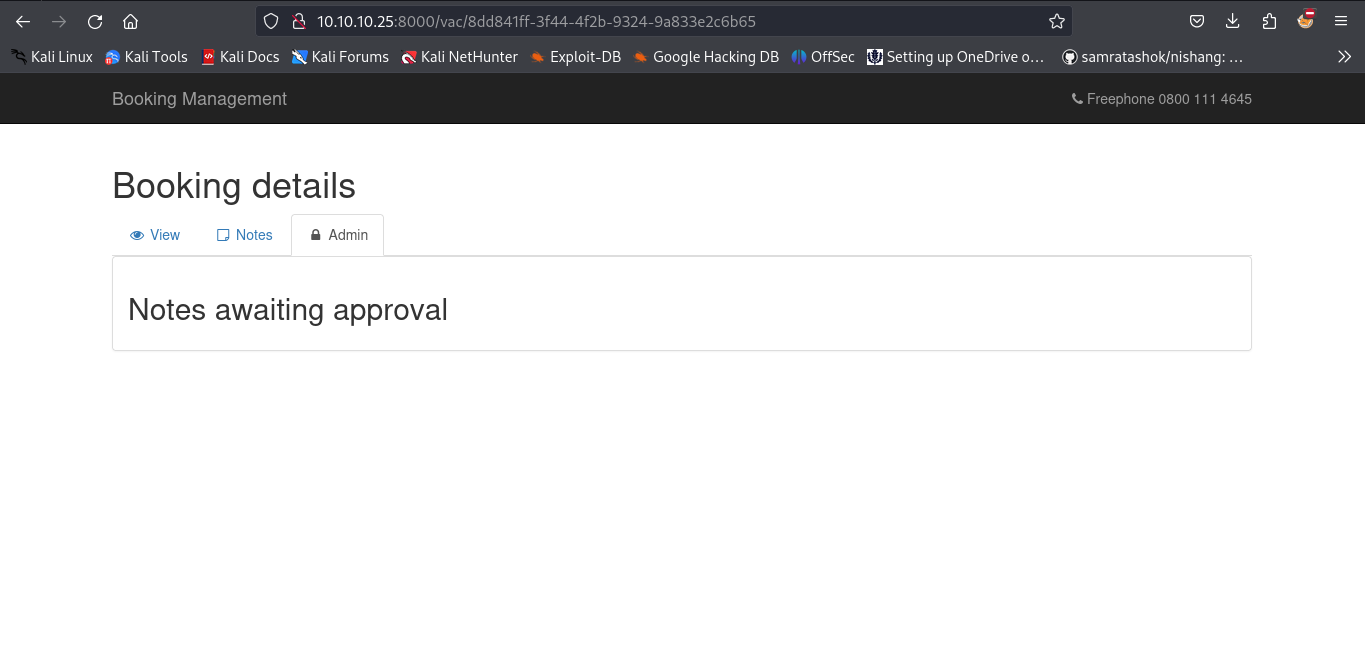 10.10.10.25:8000/vac/8dd841ff-3f44-4f2b-9324-9a833e2c6b65
Kali Linux Kali Tools Kali Docs Kali Forums Kali NetHunter Exploit-DB Google Hacking DB OffSec Setting up OneDrive o... samratashok/nishang: ...
Booking Management Freephone 0800 111 4645
Booking details
View Notes Admin
Notes awaiting approval